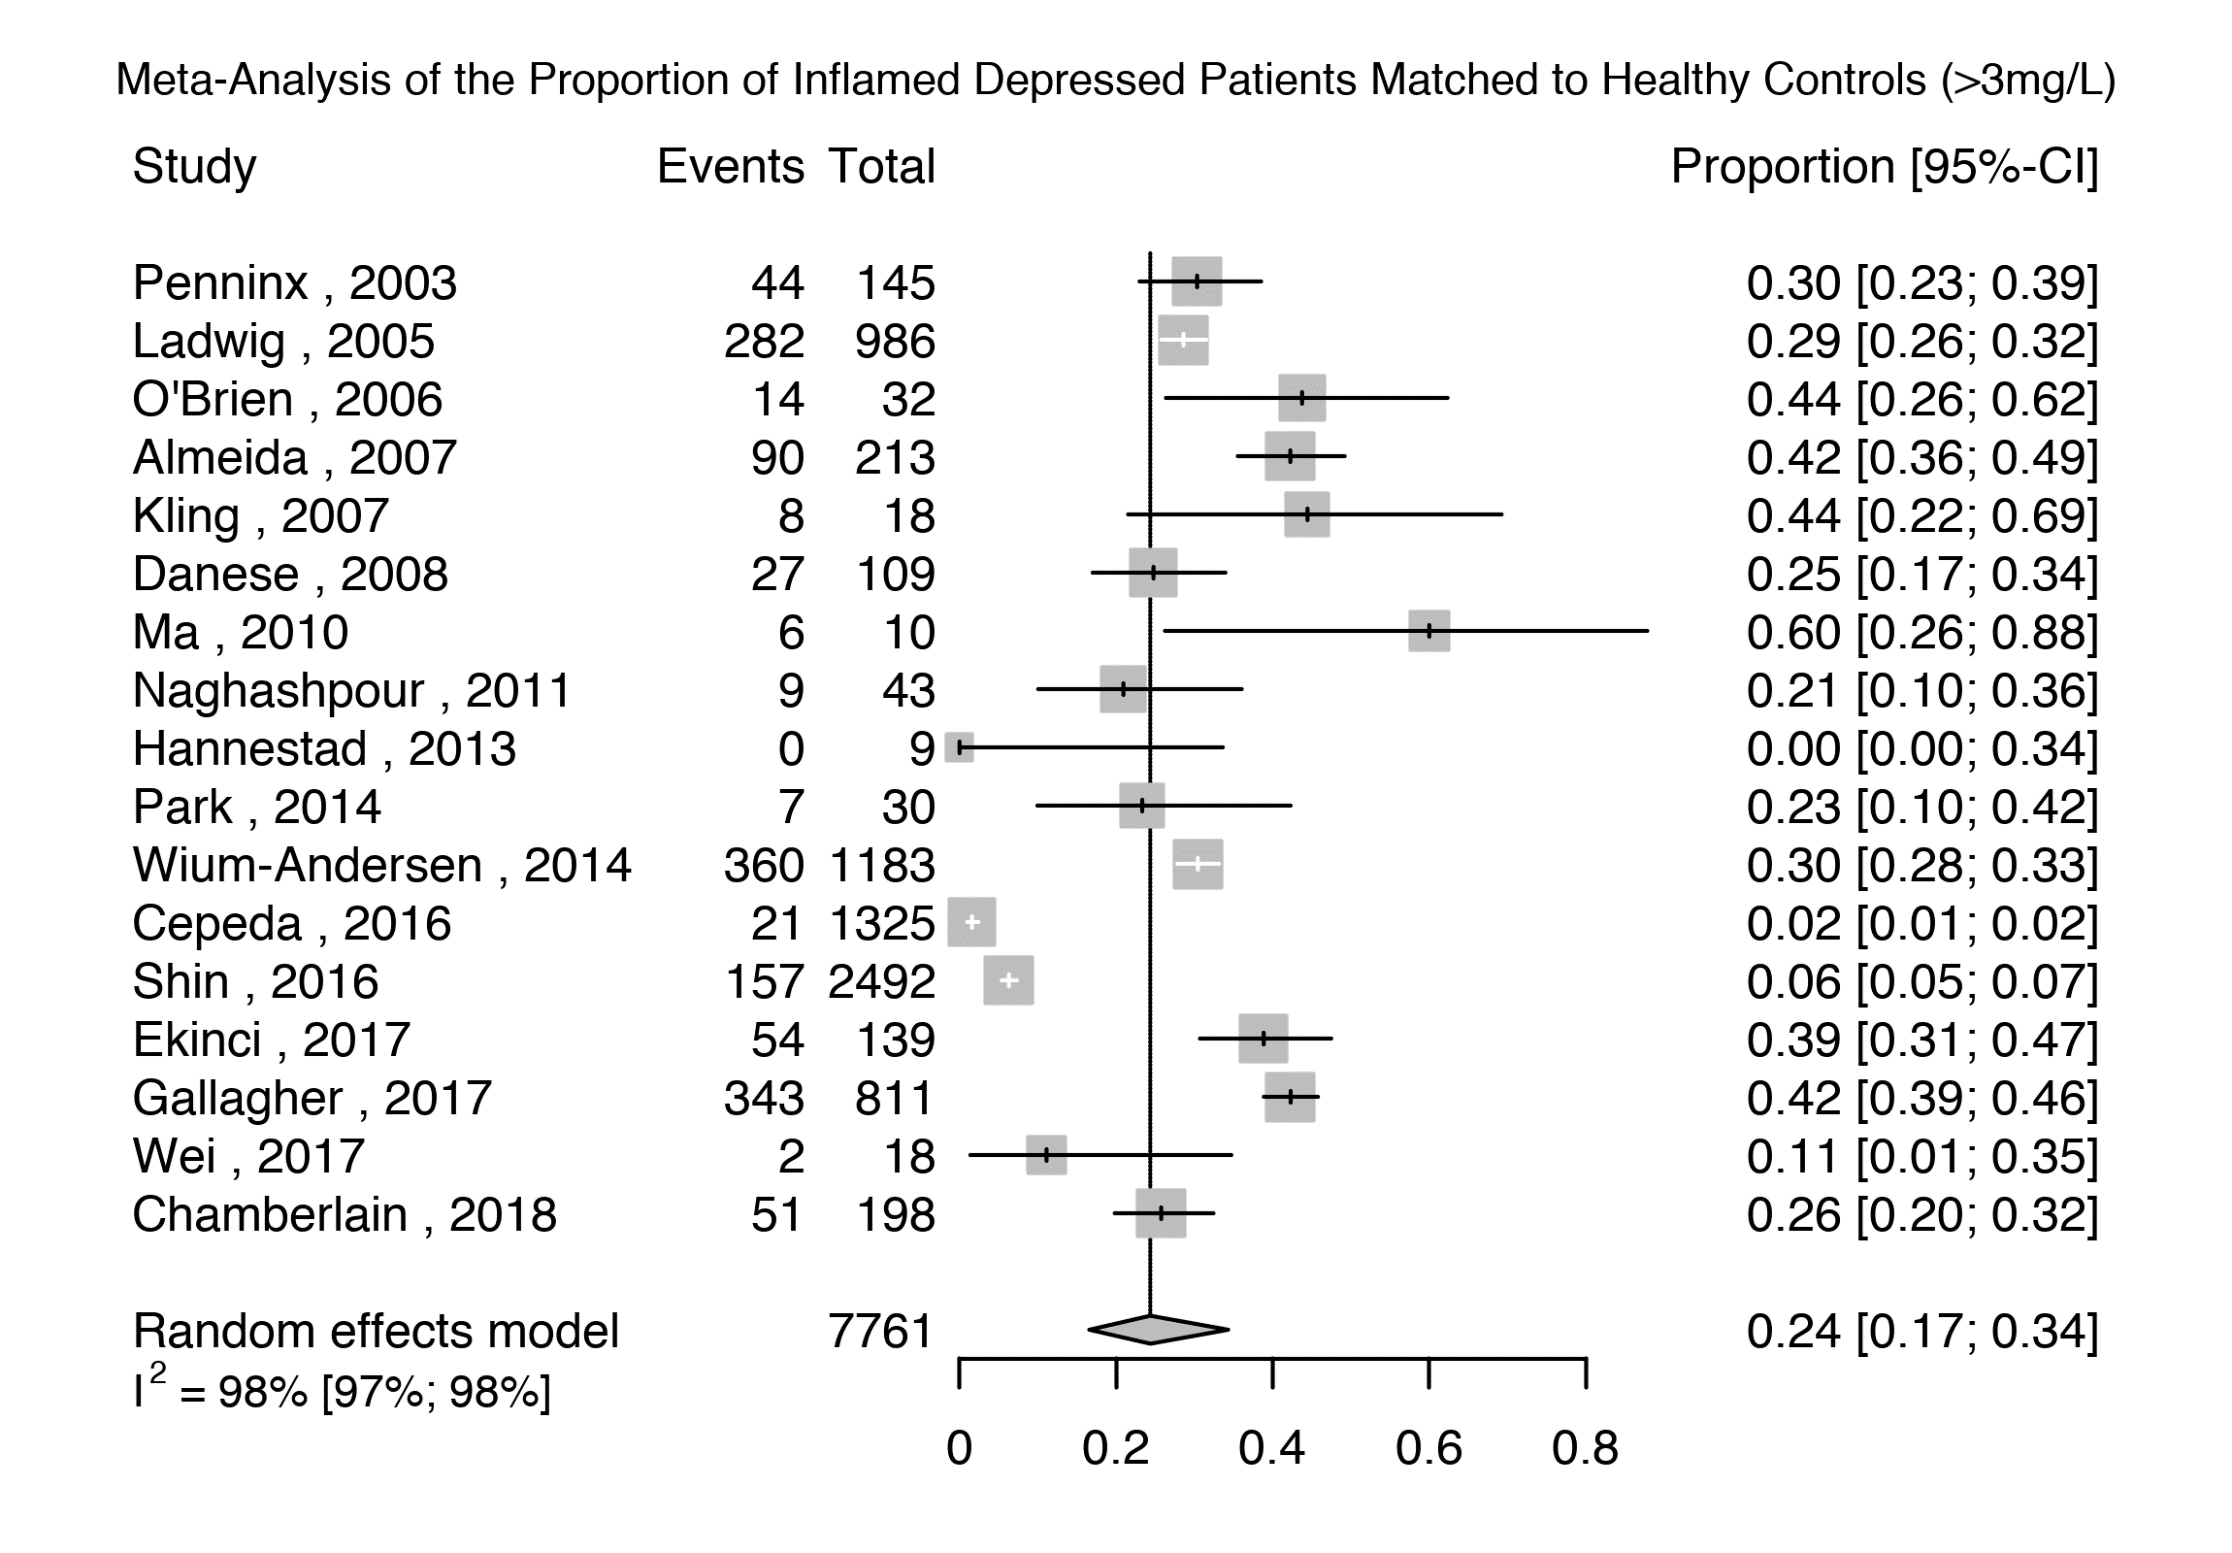 Meta-Analysis of the Proportion of Inflamed Depressed Patients Matched to Healthy Controls (>3mg/L)
Study Events Total Proportion [95%-CI]
Penninx , 2003 44 145 0.30 [0.23; 0.39]
Ladwig , 2005 282 986 0.29 [0.26; 0.32]
O'Brien , 2006 14 32 0.44 [0.26; 0.62]
Almeida , 2007 90 213 0.42 [0.36; 0.49]
Kling , 2007 8 18 0.44 [0.22; 0.69]
Danese , 2008 27 109 0.25 [0.17; 0.34]
Ma , 2010 6 10 0.60 [0.26; 0.88]
Naghashpour , 2011 9 43 0.21 [0.10; 0.36]
Hannestad , 2013 0 9 0.00 [0.00; 0.34]
Park , 2014 7 30 0.23 [0.10; 0.42]
Wium-Andersen , 2014 360 1183 0.30 [0.28; 0.33]
Cepeda , 2016 21 1325 0.02 [0.01; 0.02]
Shin , 2016 157 2492 0.06 [0.05; 0.07]
Ekinci , 2017 54 139 0.39 [0.31; 0.47]
Gallagher , 2017 343 811 0.42 [0.39; 0.46]
Wei , 2017 2 18 0.11 [0.01; 0.35]
Chamberlain , 2018 51 198 0.26 [0.20; 0.32]
Random effects model 7761 0.24 [0.17; 0.34]
I² = 98% [97%; 98%]
0 0.2 0.4 0.6 0.8